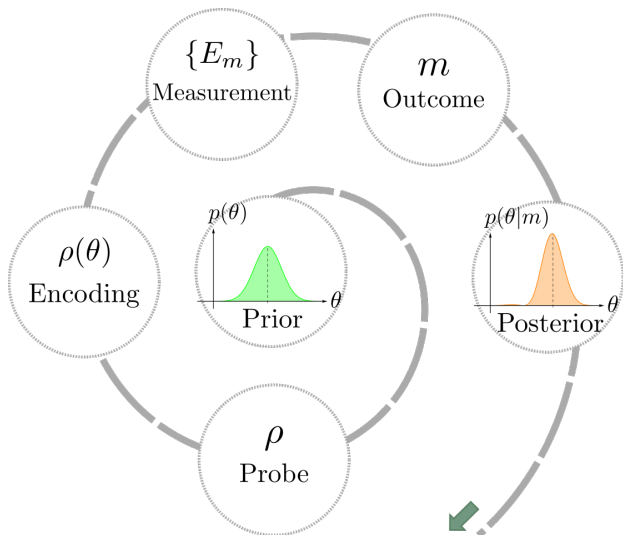 {E_m}
Measurement
m
Outcome
ρ(θ)
Encoding
p(θ)
θ
Prior
p(θ|m)
θ
Posterior
ρ
Probe